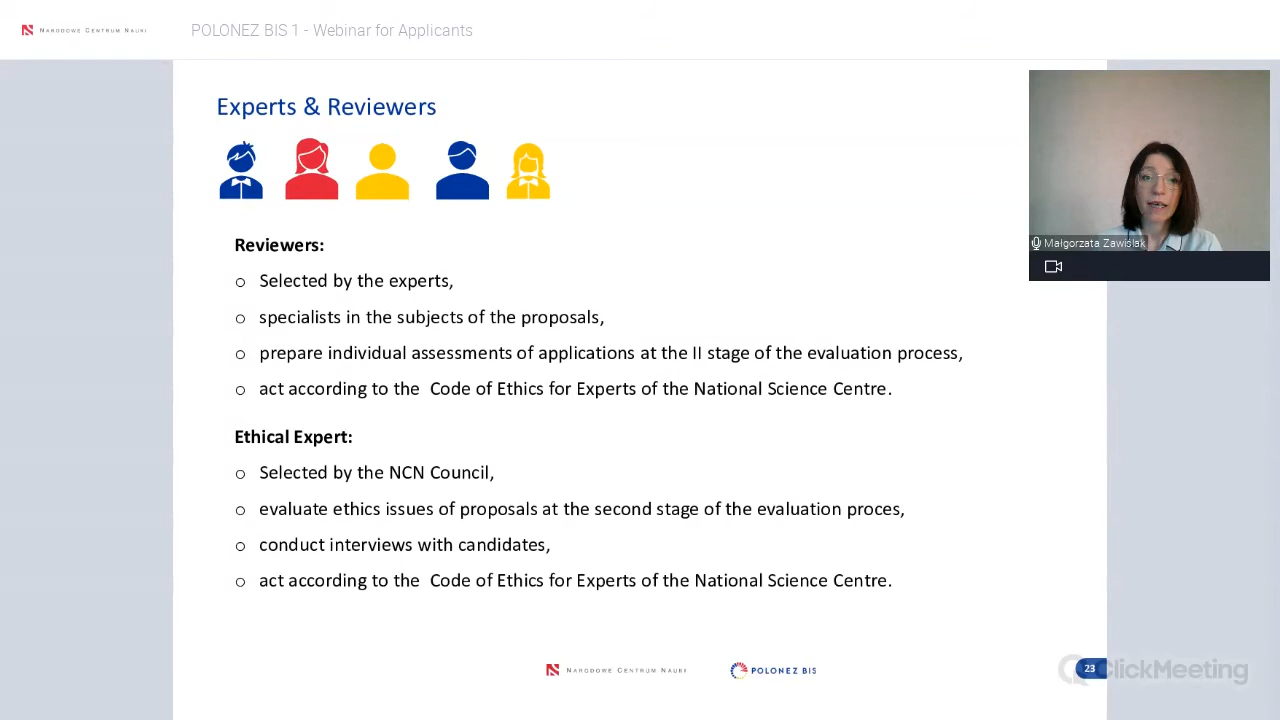 NARODOWE CENTRUM NAUKI
POLONEZ BIS 1 - Webinar for Applicants
Experts & Reviewers
Małgorzata Zawiślak
Reviewers:
o Selected by the experts,
o specialists in the subjects of the proposals,
o prepare individual assessments of applications at the II stage of the evaluation process,
o act according to the Code of Ethics for Experts of the National Science Centre.
Ethical Expert:
o Selected by the NCN Council,
o evaluate ethics issues of proposals at the second stage of the evaluation proces,
o conduct interviews with candidates,
o act according to the Code of Ethics for Experts of the National Science Centre.
NARODOWE CENTRUM NAUKI
POLONEZ BIS
23
ClickMeeting